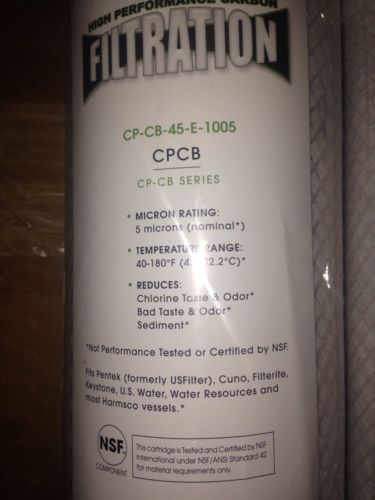 HIGH PERFORMANCE CARBON
FILTRATION
CP-CB-45-E-1005
CPCB
CP-CB SERIES
• MICRON RATING:
5 microns (nominal*)
• TEMPERATURE RANGE:
40-180°F (4. 2.2°C)*
• REDUCES:
Chlorine Taste & Odor*
Bad Taste & Odor*
Sediment*
*Not Performance Tested or Certified by NSF.
Fits Pentek (formerly USFilter), Cuno, Filterite,
Keystone, U.S. Water, Water Resources and
most Harmsco vessels.*
NSF
COMPONENT
This cartridge is Tested and Certified by NSF
International under NSF/ANSI Standard 42
for material requirements only.